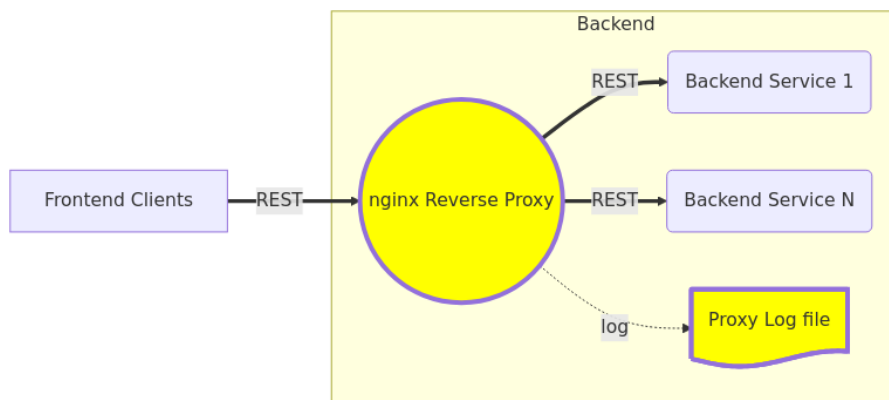 Backend
REST
Backend Service 1
Frontend Clients
REST
nginx Reverse Proxy
REST
Backend Service N
log
Proxy Log file